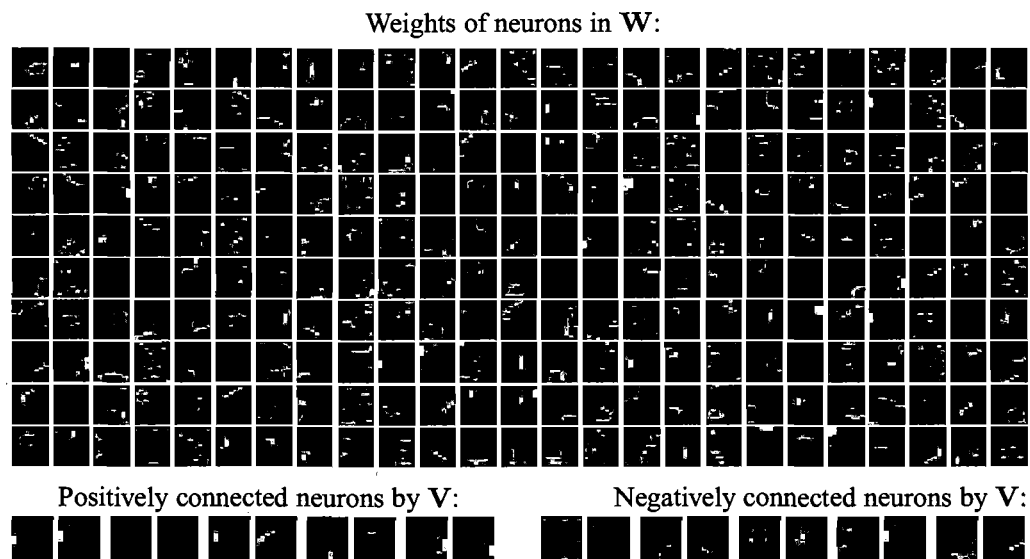 Weights of neurons in W:
Positively connected neurons by V:
Negatively connected neurons by V: